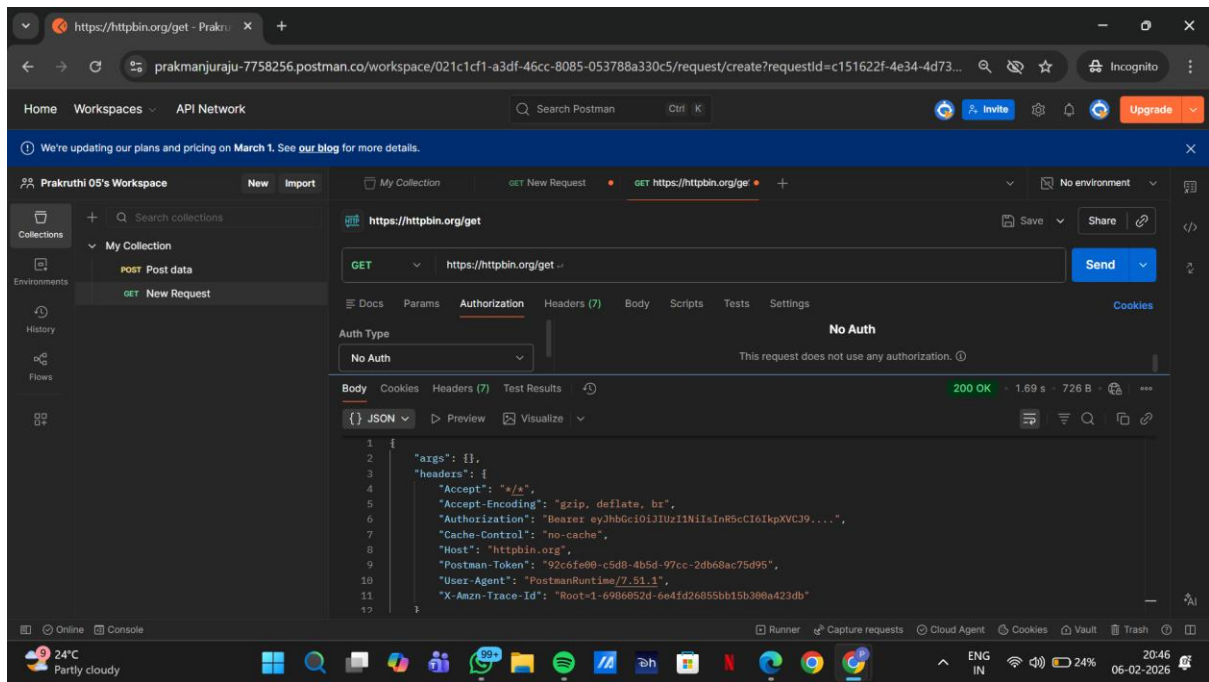 https://httpbin.org/get - Prakru
prakmanjuraju-7758256.postman.co/workspace/021c1cf1-a3df-46cc-8085-053788a330c5/request/create?requestId=c151622f-4e34-4d73...
Incognito
Home Workspaces API Network
Search Postman Ctrl K
Invite
Upgrade
We're updating our plans and pricing on March 1. See our blog for more details.
Prakruthi 05's Workspace New Import
My Collection GET New Request GET https://httpbin.org/ge
No environment
Collections
Search collections
HTTP https://httpbin.org/get
Save Share
My Collection
POST Post data
GET New Request
GET https://httpbin.org/get
Send
Environments
History
Flows
Docs Params Authorization Headers (7) Body Scripts Tests Settings Cookies
Auth Type
No Auth
No Auth
This request does not use any authorization.
Body Cookies Headers (7) Test Results 200 OK 1.69 s 726 B
{} JSON Preview Visualize
1 {
2 "args": {},
3 "headers": {
4 "Accept": "*/*",
5 "Accept-Encoding": "gzip, deflate, br",
6 "Authorization": "Bearer eyJhbGciOiJIUzI1NiIsInR5cCI6IkpXVCJ9....",
7 "Cache-Control": "no-cache",
8 "Host": "httpbin.org",
9 "Postman-Token": "92c6fe00-c5d8-4b5d-97cc-2db68ac75d95",
10 "User-Agent": "PostmanRuntime/7.51.1",
11 "X-Amzn-Trace-Id": "Root=1-6986052d-6e4fd26855bb15b300a423db"
12 }
AI
Online Console Runner Capture requests Cloud Agent Cookies Vault Trash
9
24°C
Partly cloudy
99+
ENG
IN
24%
20:46
06-02-2026